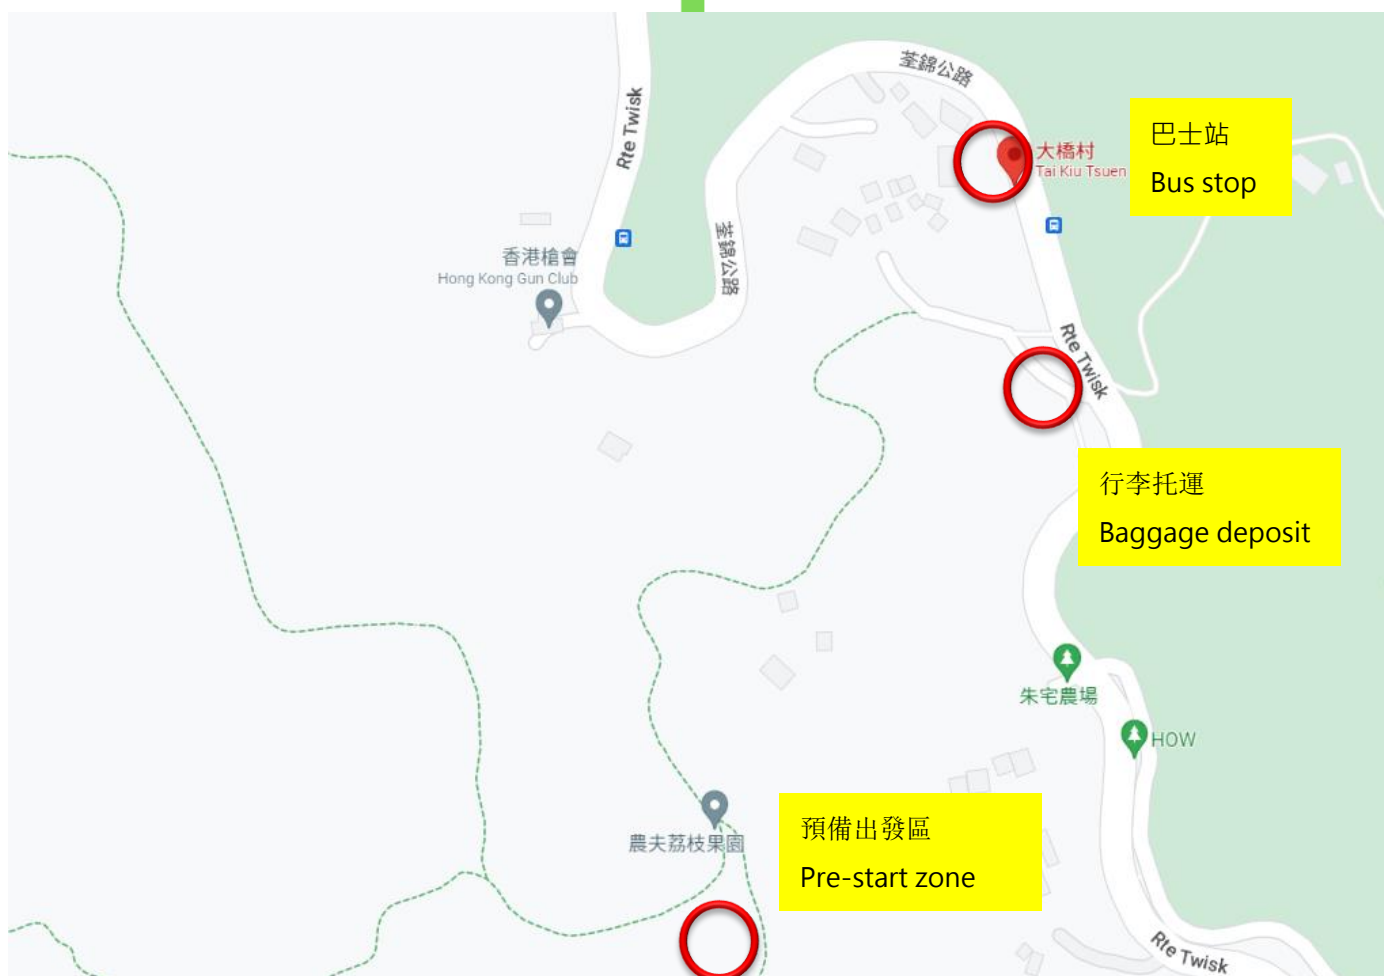 荃錦公路
Rte Twisk
大橋村
Tai Kiu Tsuen
巴士站
Bus stop
荃錦公路
香港槍會
Hong Kong Gun Club
Rte Twisk
行李托運
Baggage deposit
朱宅農場
HOW
農夫荔枝果園
預備出發區
Pre-start zone
Rte Twisk